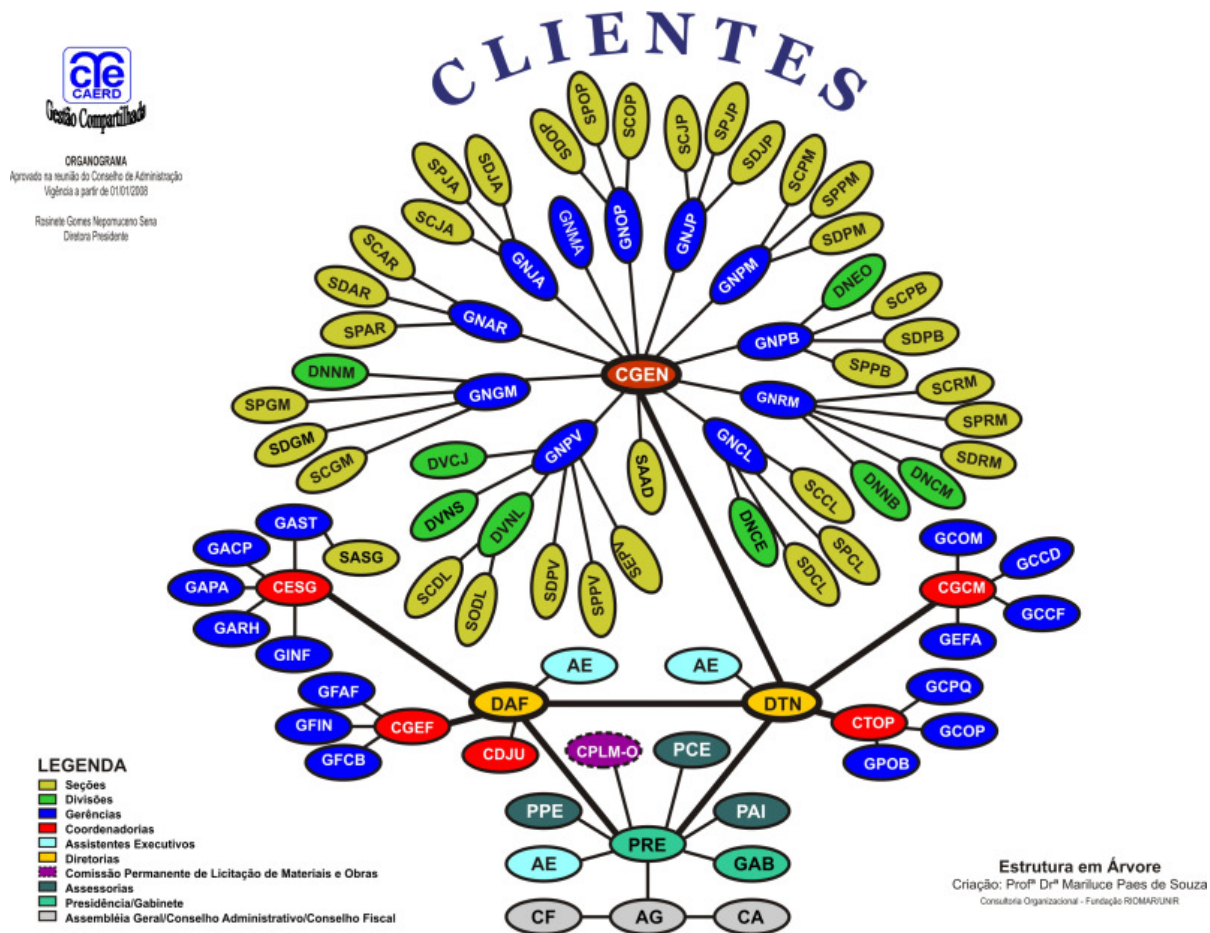 CLIENTES
CAERD
Gestão Compartilhada
ORGANOGRAMA
Aprovado na reunião do Conselho de Administração
Vigência a partir de 01/01/2008
Rosinete Gomes Nepomuceno Sena
Diretora Presidente
SPOP
SCOP
SDOP
SCJP
SPJP
SDJP
SCPM
SPPM
SDPM
SDJA
SPJA
SCJA
GNMA
GNOP
GNJP
GNPM
GNJA
SCAR
SDAR
SPAR
GNAR
DNEO
SCPB
GNPB
SDPB
SPPB
CGEN
DNNM
SPGM
GNGM
SDGM
SCGM
GNRM
SCRM
SPRM
SDRM
DNCM
DNNB
GNPV
SAAD
GNCL
DVCJ
DVNS
DVNL
SCCL
SPCL
DNCE
SDCL
SCDL
SODL
SDPV
SPPV
SEPV
GAST
GACP
SASG
GAPA
CESG
GARH
GINF
GCOM
GCCD
CGCM
GCCF
GEFA
AE
AE
GFAF
DAF
DTN
GCPQ
GFIN
CGEF
CTOP
GCOP
GFCB
CDJU
CPLM-O
PCE
GPOB
PPE
PAI
PRE
AE
GAB
CF
AG
CA
LEGENDA
Seções
Divisões
Gerências
Coordenadorias
Assistentes Executivos
Diretorias
Comissão Permanente de Licitação de Materiais e Obras
Assessorias
Presidência/Gabinete
Assembléia Geral/Conselho Administrativo/Conselho Fiscal
Estrutura em Árvore
Criação: Profª Drª Mariluce Paes de Souza
Consultoria Organizacional - Fundação RIOMAR/UNIR